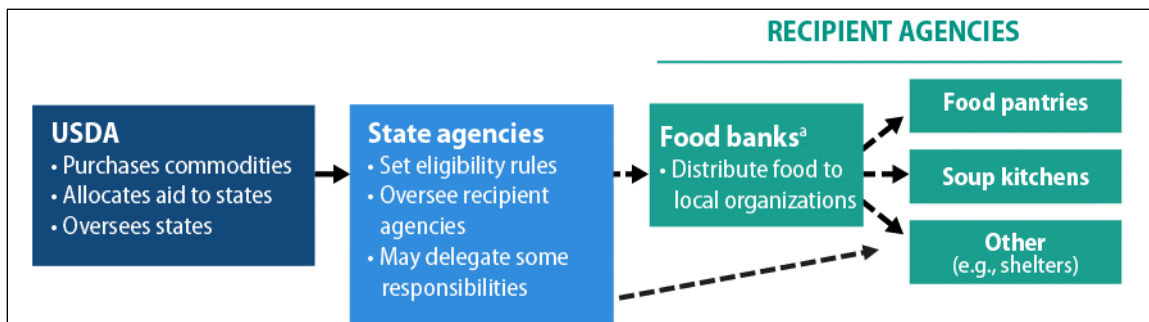 RECIPIENT AGENCIES
USDA
• Purchases commodities
• Allocates aid to states
• Oversees states
State agencies
• Set eligibility rules
• Oversee recipient
agencies
• May delegate some
responsibilities
Food banksᵃ
• Distribute food to
local organizations
Food pantries
Soup kitchens
Other
(e.g., shelters)